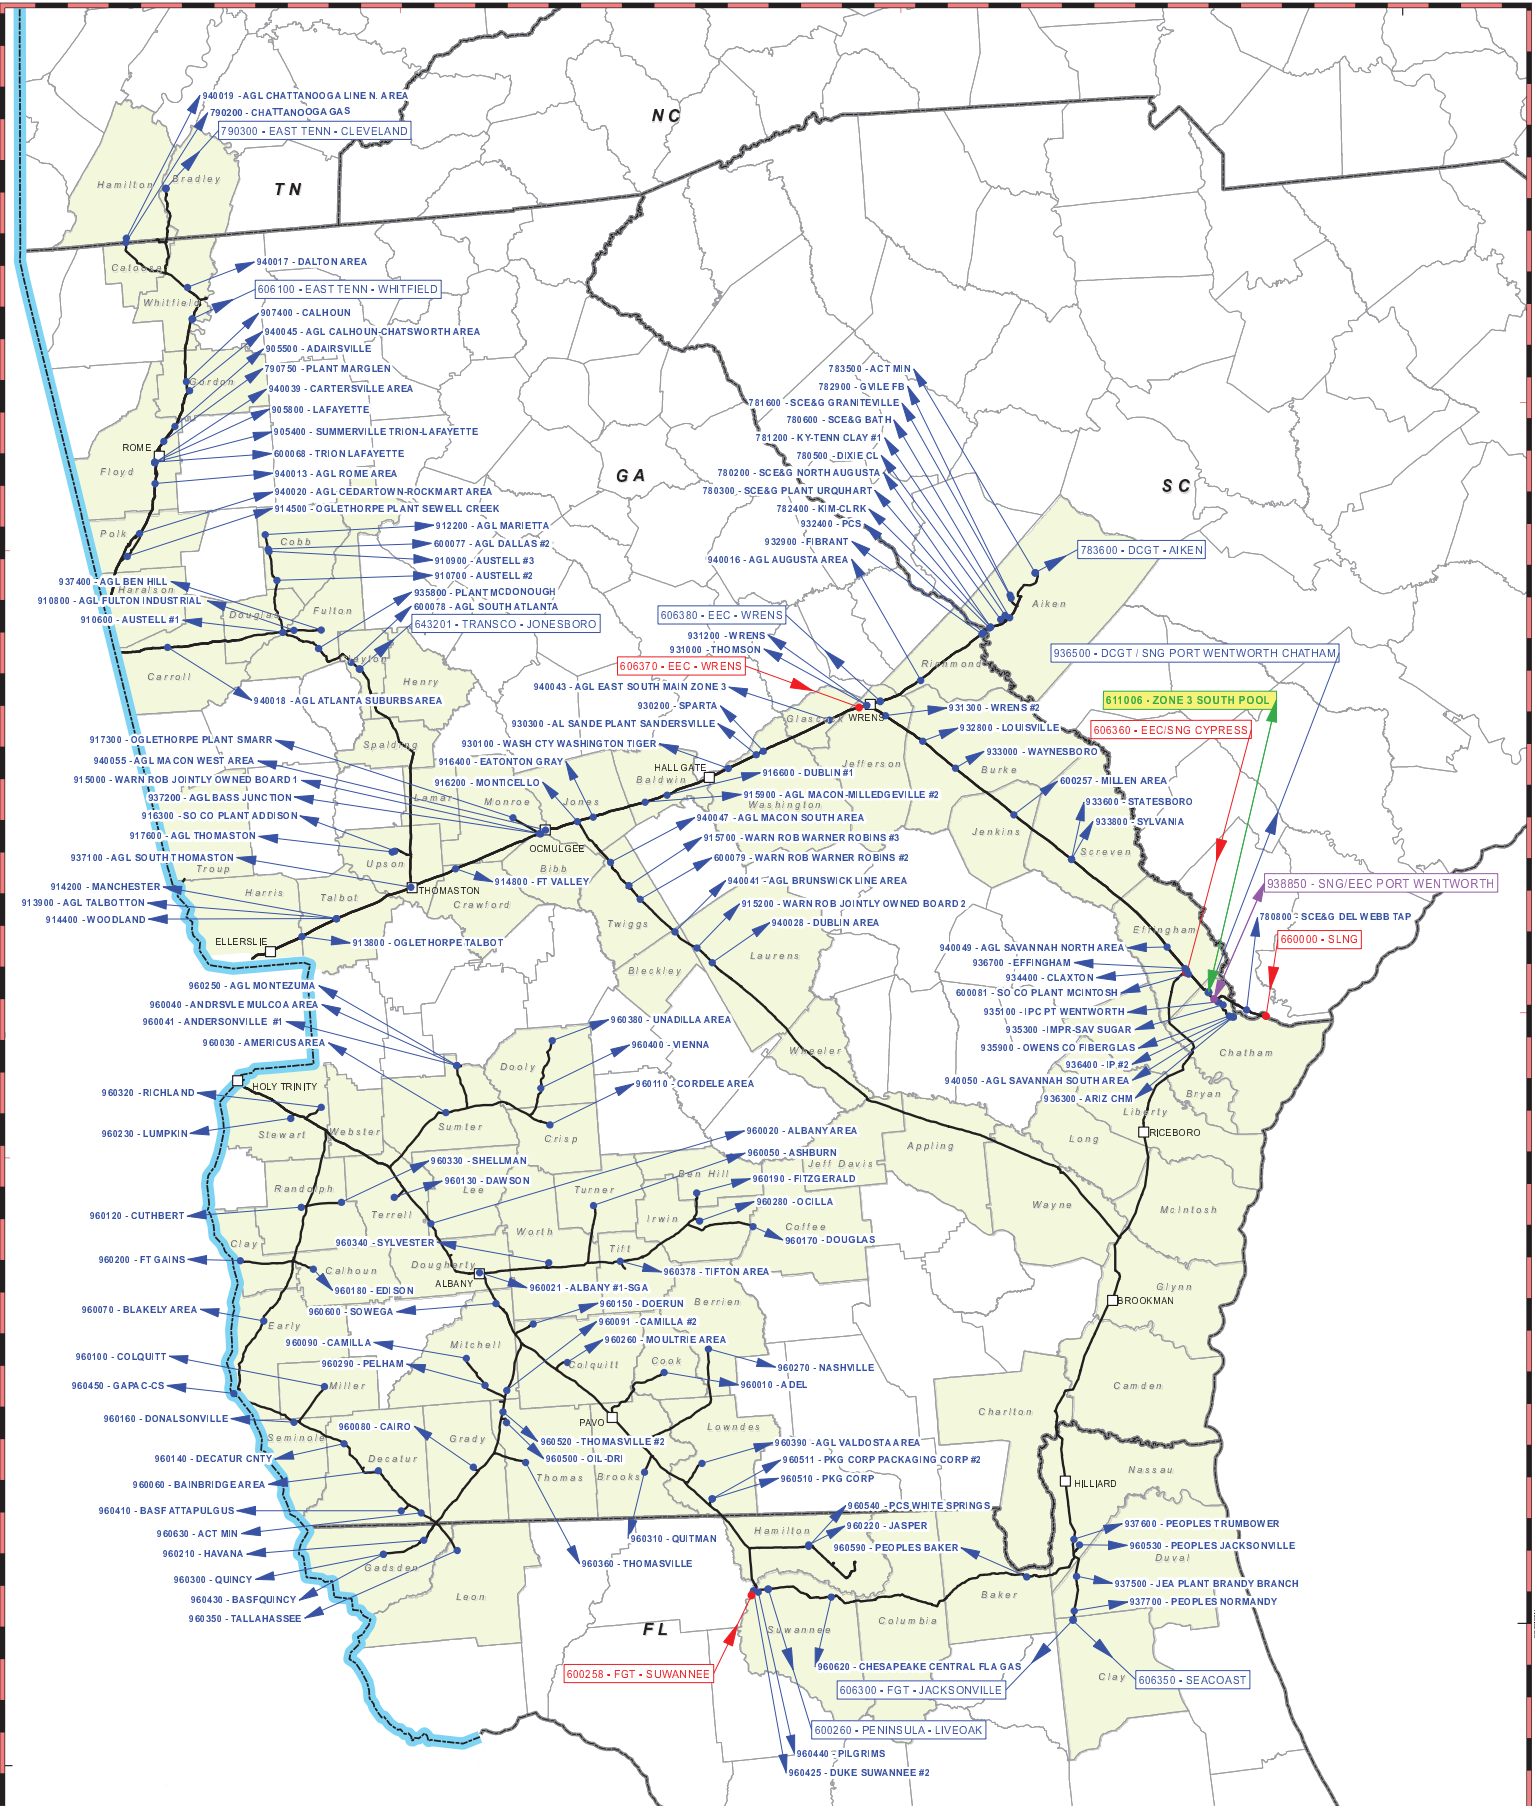 940019 - AGL CHATTANOOGA LINE N. AREA
790200 - CHATTANOOGA GAS
790300 - EAST TENN - CLEVELAND
NC
Hamilton
Bradley
TN
Catoosa
940017 - DALTON AREA
606100 - EAST TENN - WHITFIELD
Whitfield
907400 - CALHOUN
940045 - AGL CALHOUN-CHATSWORTH AREA
905500 - ADAIRSVILLE
790750 - PLANT MARGLEN
Gordon
940039 - CARTERSVILLE AREA
905800 - LAFAYETTE
905400 - SUMMERVILLE TRION-LAFAYETTE
ROME
600068 - TRION LAFAYETTE
Floyd
940013 - AGL ROME AREA
940020 - AGL CEDARTOWN-ROCKMART AREA
914500 - OGLETHORPE PLANT SEWELL CREEK
GA
SC
783500 - ACT MIN
782900 - GVILE FB
781600 - SCE&G GRANITEVILLE
780600 - SCE&G BATH
781200 - KY-TENN CLAY #1
780500 - DIXIE CL
780200 - SCE&G NORTH AUGUSTA
780300 - SCE&G PLANT URQUHART
782400 - KIM-CLRK
932400 - PCS
932900 - FIBRANT
940016 - AGL AUGUSTA AREA
783600 - DCGT - AIKEN
Aiken
Polk
Cobb
912200 - AGL MARIETTA
600077 - AGL DALLAS #2
910900 - AUSTELL #3
910700 - AUSTELL #2
937400 - AGL BEN HILL
Haralson
910800 - AGL FULTON INDUSTRIAL
910600 - AUSTELL #1
Douglas
Fulton
935800 - PLANT MCDONOUGH
600078 - AGL SOUTH ATLANTA
643201 - TRANSCO - JONESBORO
Clayton
Carroll
Henry
940018 - AGL ATLANTA SUBURBS AREA
606380 - EEC - WRENS
931200 - WRENS
931000 - THOMSON
606370 - EEC - WRENS
Richmond
936500 - DCGT / SNG PORT WENTWORTH CHATHAM
940043 - AGL EAST SOUTH MAIN ZONE 3
930200 - SPARTA
930300 - AL SANDE PLANT SANDERSVILLE
930100 - WASH CTY WASHINGTON TIGER
Glascock
WRENS
931300 - WRENS #2
932800 - LOUISVILLE
933000 - WAYNESBORO
611006 - ZONE 3 SOUTH POOL
606360 - EEC/SNG CYPRESS
917300 - OGLETHORPE PLANT SMARR
940055 - AGL MACON WEST AREA
915000 - WARN ROB JOINTLY OWNED BOARD 1
937200 - AGL BASS JUNCTION
916300 - SO CO PLANT ADDISON
917600 - AGL THOMASTON
937100 - AGL SOUTH THOMASTON
Spalding
916400 - EATONTON GRAY
916200 - MONTICELLO
HALL GATE
Baldwin
916600 - DUBLIN #1
915900 - AGL MACON-MILLEDGEVILLE #2
Washington
Jefferson
Burke
600257 - MILLEN AREA
933600 - STATESBORO
933800 - SYLVANIA
Lamar
Monroe
Jones
940047 - AGL MACON SOUTH AREA
915700 - WARN ROB WARNER ROBINS #3
600079 - WARN ROB WARNER ROBINS #2
940041 - AGL BRUNSWICK LINE AREA
915200 - WARN ROB JOINTLY OWNED BOARD 2
940028 - DUBLIN AREA
Jenkins
Screven
OCMULGEE
Upson
Bibb
Troup
914800 - FT VALLEY
THOMASTON
Crawford
914200 - MANCHESTER
913900 - AGL TALBOTTON
914400 - WOODLAND
Harris
Talbot
Twiggs
938850 - SNG/EEC PORT WENTWORTH
780800 - SCE&G DEL WEBB TAP
660000 - SLNG
ELLERSLIE
913800 - OGLETHORPE TALBOT
Effingham
Laurens
Bleckley
940049 - AGL SAVANNAH NORTH AREA
936700 - EFFINGHAM
934400 - CLAXTON
600081 - SO CO PLANT MCINTOSH
935100 - IPC PT WENTWORTH
935300 - IMPR-SAV SUGAR
935900 - OWENS CO FIBERGLAS
936400 - IP #2
940050 - AGL SAVANNAH SOUTH AREA
936300 - ARIZ CHM
Chatham
Bryan
Liberty
RICEBORO
Long
960250 - AGL MONTEZUMA
960040 - ANDRSVLE MULCOA AREA
960041 - ANDERSONVILLE #1
960030 - AMERICUS AREA
960380 - UNADILLA AREA
960400 - VIENNA
960110 - CORDELE AREA
Dooly
Wheeler
HOLY TRINITY
960320 - RICHLAND
960230 - LUMPKIN
Stewart
Webster
Sumter
Crisp
960020 - ALBANY AREA
960050 - ASHBURN
960190 - FITZGERALD
960280 - OCILLA
960170 - DOUGLAS
Appling
Jeff Davis
Ben Hill
960330 - SHELLMAN
960130 - DAWSON
Randolph
Lee
Turner
Irwin
Coffee
Wayne
McIntosh
960120 - CUTHBERT
Terrell
Worth
Tift
Clay
960200 - FT GAINS
960340 - SYLVESTER
Dougherty
Calhoun
960180 - EDISON
ALBANY
960021 - ALBANY #1-SGA
960378 - TIFTON AREA
Glynn
BROOKMAN
960070 - BLAKELY AREA
960600 - SOWEGA
960150 - DOERUN
960091 - CAMILLA #2
960260 - MOULTRIE AREA
Berrien
Early
960090 - CAMILLA
960290 - PELHAM
Mitchell
Colquitt
Cook
960270 - NASHVILLE
960010 - ADEL
960100 - COLQUITT
960450 - GAPAC-CS
Miller
Camden
Charlton
960160 - DONALSONVILLE
Seminole
960080 - CAIRO
PAVO
Lowndes
960140 - DECATUR CNTY
Decatur
Grady
960520 - THOMASVILLE #2
960500 - OIL-DRI
Thomas
Brooks
960390 - AGL VALDOSTA AREA
960511 - PKG CORP PACKAGING CORP #2
960510 - PKG CORP
960060 - BAINBRIDGE AREA
Nassau
HILLIARD
960410 - BASF ATTAPULGUS
960630 - ACT MIN
960210 - HAVANA
960300 - QUINCY
960430 - BASFQUINCY
960350 - TALLAHASSEE
Gadsden
Leon
960310 - QUITMAN
960360 - THOMASVILLE
Hamilton
960540 - PCS WHITE SPRINGS
960220 - JASPER
960590 - PEOPLES BAKER
937600 - PEOPLES TRUMBOWER
960530 - PEOPLES JACKSONVILLE
Duval
937500 - JEA PLANT BRANDY BRANCH
937700 - PEOPLES NORMANDY
Baker
Columbia
Suwannee
FL
600258 - FGT - SUWANNEE
960620 - CHESAPEAKE CENTRAL FLA GAS
606300 - FGT - JACKSONVILLE
606350 - SEACOAST
Clay
600260 - PENINSULA - LIVEOAK
960440 - PILGRIMS
960425 - DUKE SUWANNEE #2